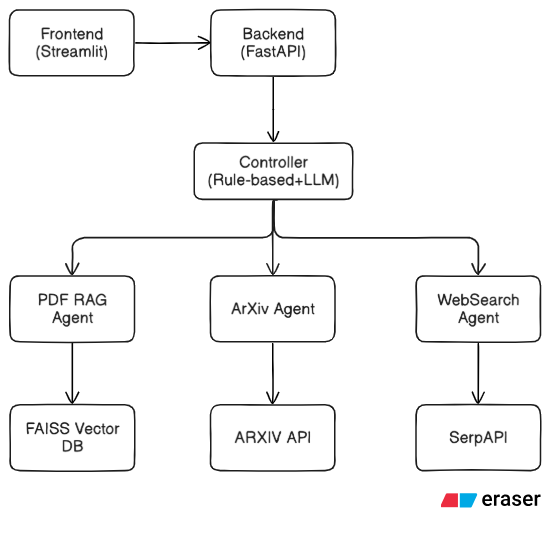 Frontend
(Streamlit)
Backend
(FastAPI)
Controller
(Rule-based+LLM)
PDF RAG
Agent
ArXiv Agent
WebSearch
Agent
FAISS Vector
DB
ARXIV API
SerpAPI
eraser